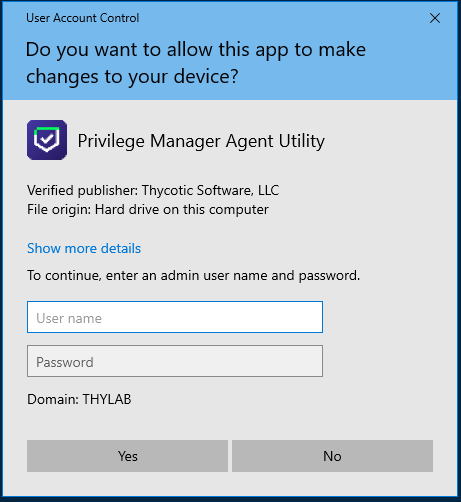 User Account Control
Do you want to allow this app to make
changes to your device?
Privilege Manager Agent Utility
Verified publisher: Thycotic Software, LLC
File origin: Hard drive on this computer
Show more details
To continue, enter an admin user name and password.
User name
Password
Domain: THYLAB
Yes
No